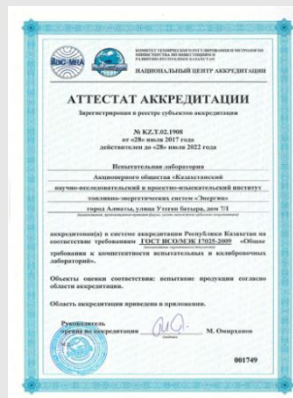 ILAC-MRA
КОМИТЕТ ТЕХНИЧЕСКОГО РЕГУЛИРОВАНИЯ И МЕТРОЛОГИИ
МИНИСТЕРСТВА ПО ИНВЕСТИЦИЯМ И
РАЗВИТИЮ РЕСПУБЛИКИ КАЗАХСТАН
НАЦИОНАЛЬНЫЙ ЦЕНТР АККРЕДИТАЦИИ
АТТЕСТАТ АККРЕДИТАЦИИ
Зарегистрирован в реестре субъектов аккредитации
№ KZ.T.02.1908
от «28» июля 2017 года
действителен до «28» июля 2022 года
Испытательная лаборатория
Акционерного общества «Казахстанский
научно-исследовательский и проектно-изыскательский институт
топливно-энергетических систем «Энергия»
город Алматы, улица Утеген батыра, дом 7/1
аккредитован(а) в системе аккредитации Республики Казахстан на
соответствие требованиям ГОСТ ИСО/МЭК 17025-2009 «Общие
требования к компетентности испытательных и калибровочных
лабораторий».
Объекты оценки соответствия: испытание продукции согласно
области аккредитации.
Область аккредитации приведена в приложении.
Руководитель
органа по аккредитации
М. Омирханов
001749